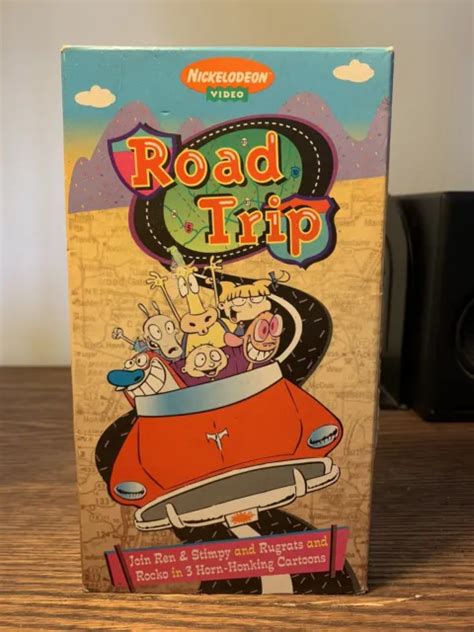 NICKELODEON
VIDEO
Road
Trip
Join Ren & Stimpy and Rugrats and
Rocko in 3 Horn-Honking Cartoons